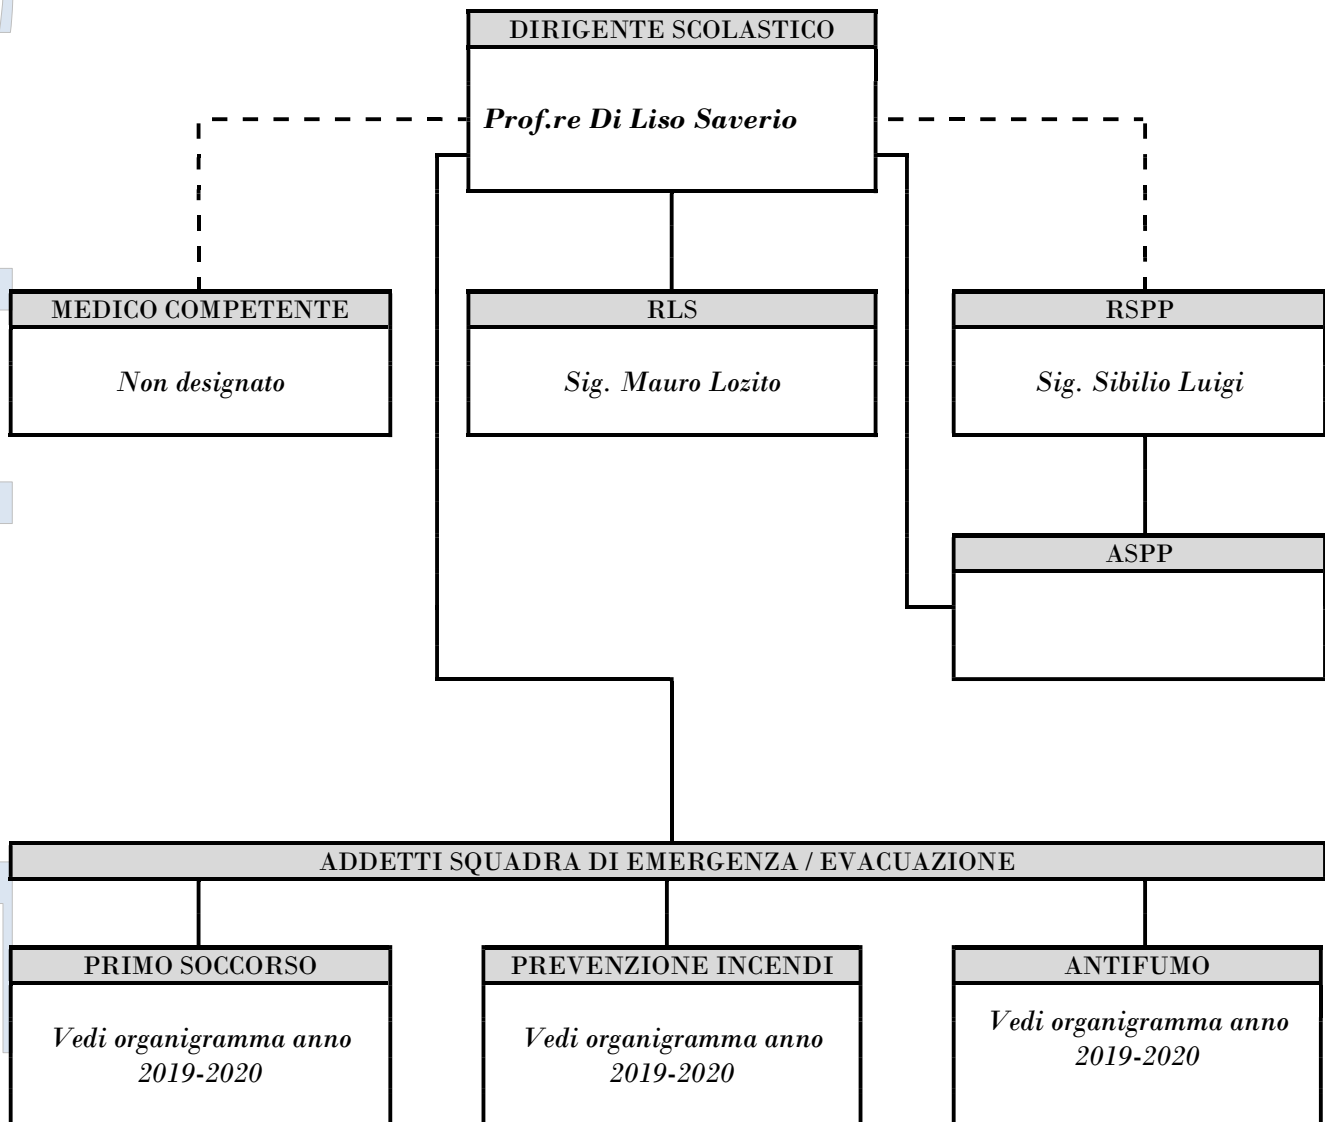 DIRIGENTE SCOLASTICO
Prof.re Di Liso Saverio
MEDICO COMPETENTE
Non designato
RLS
Sig. Mauro Lozito
RSPP
Sig. Sibilio Luigi
ASPP
ADDETTI SQUADRA DI EMERGENZA / EVACUAZIONE
PRIMO SOCCORSO
Vedi organigramma anno
2019-2020
PREVENZIONE INCENDI
Vedi organigramma anno
2019-2020
ANTIFUMO
Vedi organigramma anno
2019-2020